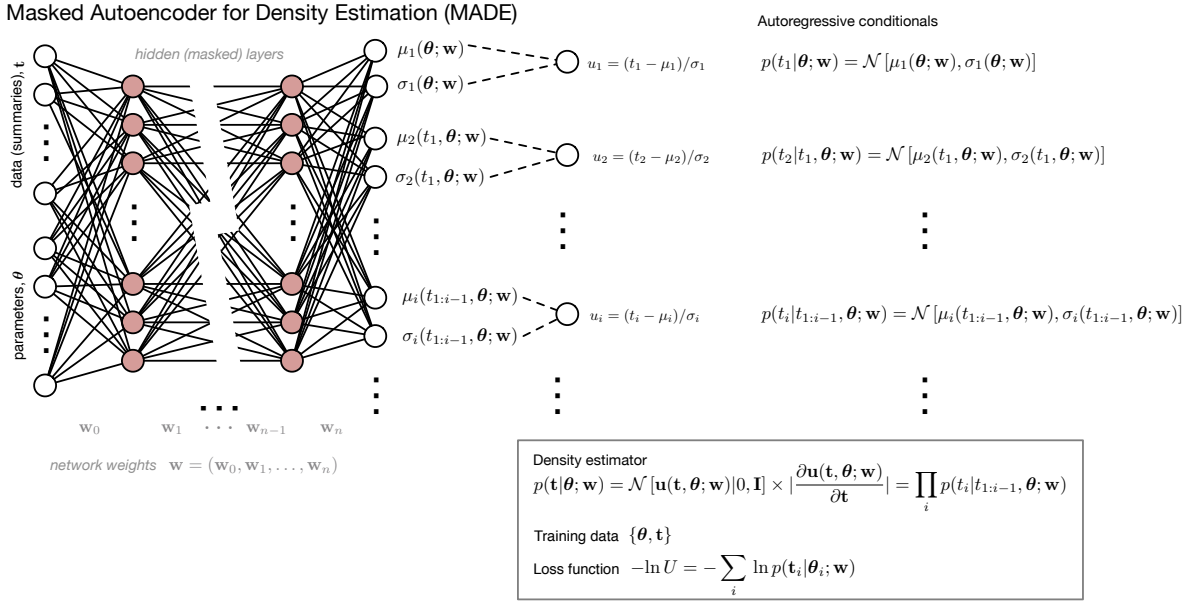 Masked Autoencoder for Density Estimation (MADE)
Autoregressive conditionals
hidden (masked) layers
data (summaries), t
parameters, θ
μ₁(θ; w)
σ₁(θ; w)
u₁ = (t₁ − μ₁)/σ₁
p(t₁|θ; w) = 𝒩 [μ₁(θ; w), σ₁(θ; w)]
μ₂(t₁, θ; w)
σ₂(t₁, θ; w)
u₂ = (t₂ − μ₂)/σ₂
p(t₂|t₁, θ; w) = 𝒩 [μ₂(t₁, θ; w), σ₂(t₁, θ; w)]
μᵢ(t₁:ᵢ₋₁, θ; w)
σᵢ(t₁:ᵢ₋₁, θ; w)
uᵢ = (tᵢ − μᵢ)/σᵢ
p(tᵢ|t₁:ᵢ₋₁, θ; w) = 𝒩 [μᵢ(t₁:ᵢ₋₁, θ; w), σᵢ(t₁:ᵢ₋₁, θ; w)]
w₀ w₁ ··· wₙ₋₁ wₙ
network weights w = (w₀, w₁, . . . , wₙ)
Density estimator
p(t|θ; w) = 𝒩 [u(t, θ; w)|0, I] × |∂u(t, θ; w)/∂t| = ∏ᵢ p(tᵢ|t₁:ᵢ₋₁, θ; w)
Training data {θ, t}
Loss function −ln U = −∑ᵢ ln p(tᵢ|θᵢ; w)